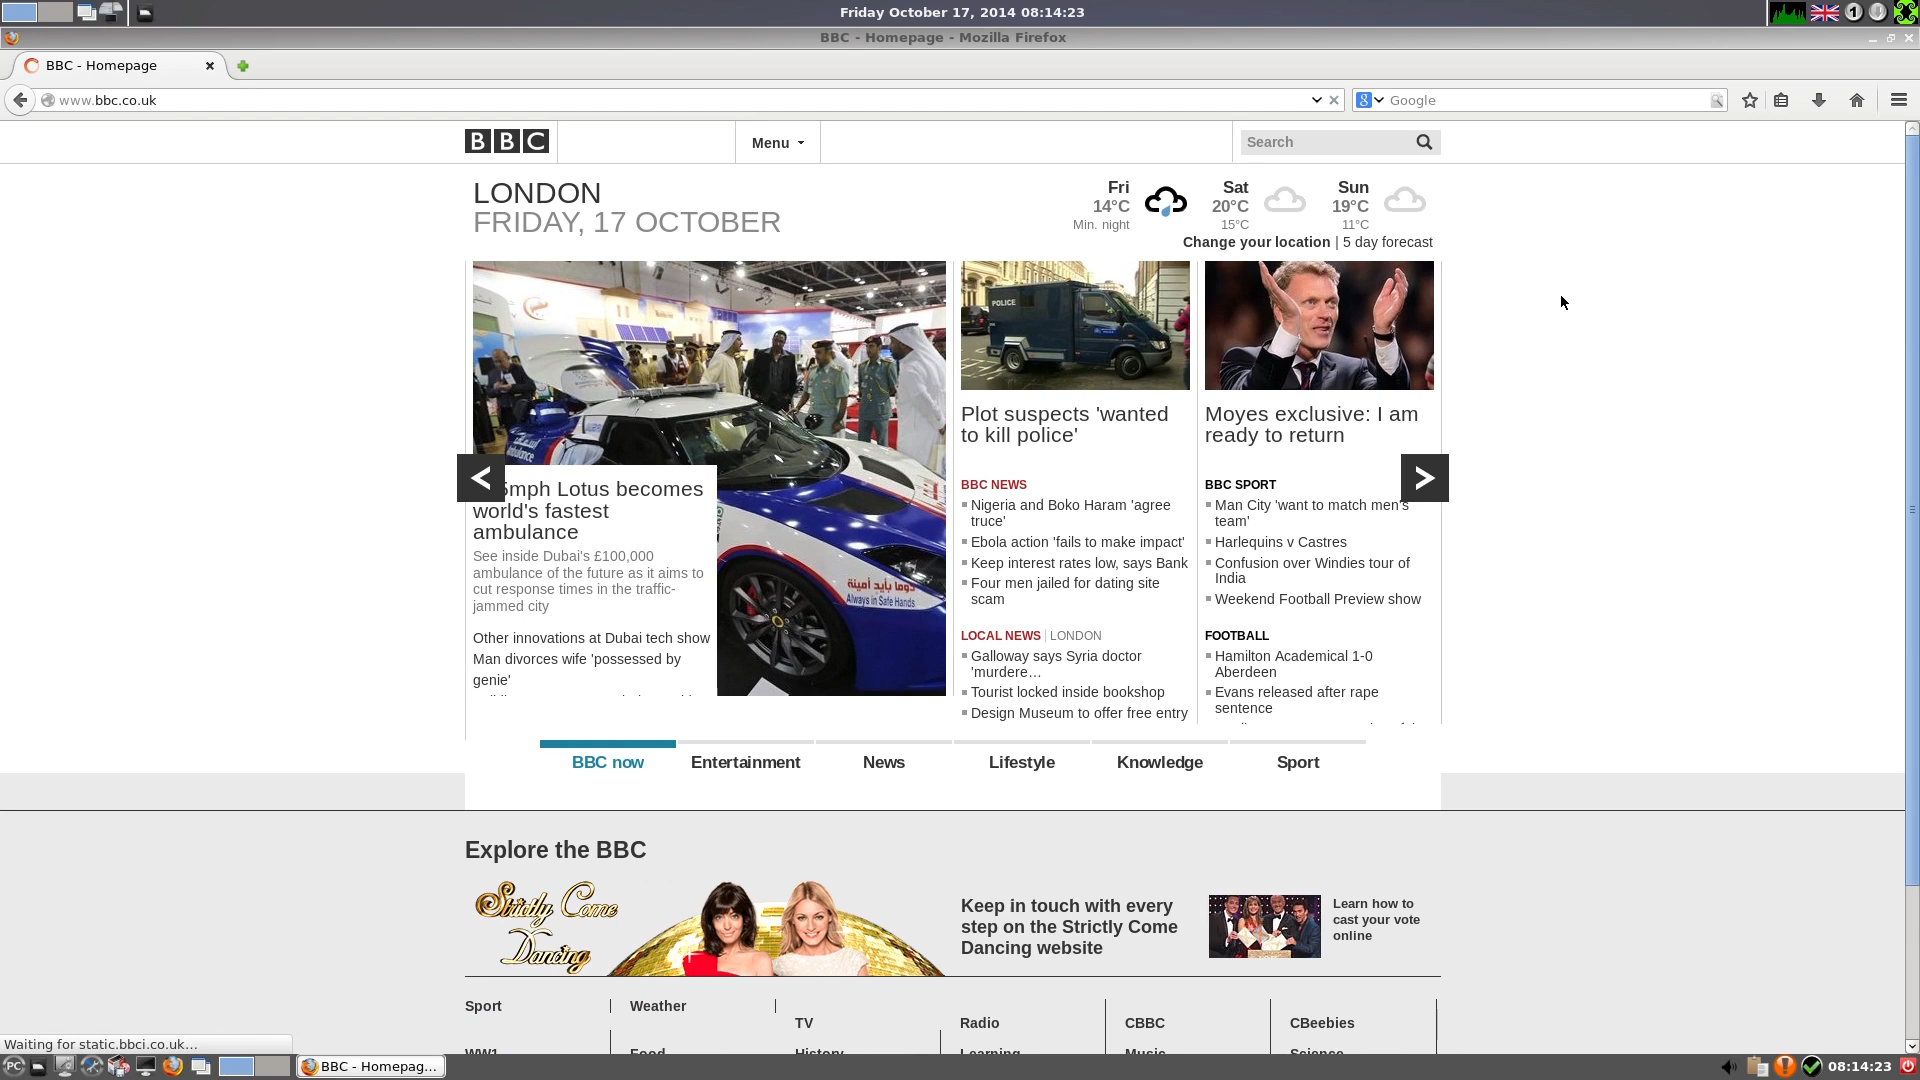 Friday October 17, 2014 08:14:23
BBC - Homepage - Mozilla Firefox
BBC - Homepage
www.bbc.co.uk
Google
BBC
Menu
Search
LONDON
FRIDAY, 17 OCTOBER
Fri
14°C
Min. night
Sat
20°C
15°C
Sun
19°C
11°C
Change your location | 5 day forecast
POLICE
دوما بأيد أمينة
Always in Safe Hands
mph Lotus becomes
world's fastest
ambulance
See inside Dubai's £100,000
ambulance of the future as it aims to
cut response times in the traffic-
jammed city
Other innovations at Dubai tech show
Man divorces wife 'possessed by
genie'
Plot suspects 'wanted
to kill police'
BBC NEWS
Nigeria and Boko Haram 'agree
truce'
Ebola action 'fails to make impact'
Keep interest rates low, says Bank
Four men jailed for dating site
scam
LOCAL NEWS | LONDON
Galloway says Syria doctor
'murdere…
Tourist locked inside bookshop
Design Museum to offer free entry
Moyes exclusive: I am
ready to return
BBC SPORT
Man City 'want to match men's
team'
Harlequins v Castres
Confusion over Windies tour of
India
Weekend Football Preview show
FOOTBALL
Hamilton Academical 1-0
Aberdeen
Evans released after rape
sentence
BBC now
Entertainment
News
Lifestyle
Knowledge
Sport
Explore the BBC
Strictly Come
Dancing
Keep in touch with every
step on the Strictly Come
Dancing website
Learn how to
cast your vote
online
Sport
Weather
TV
Radio
CBBC
CBeebies
WW1
Food
History
Learning
Music
Science
Waiting for static.bbci.co.uk...
PC
BBC - Homepag...
08:14:23